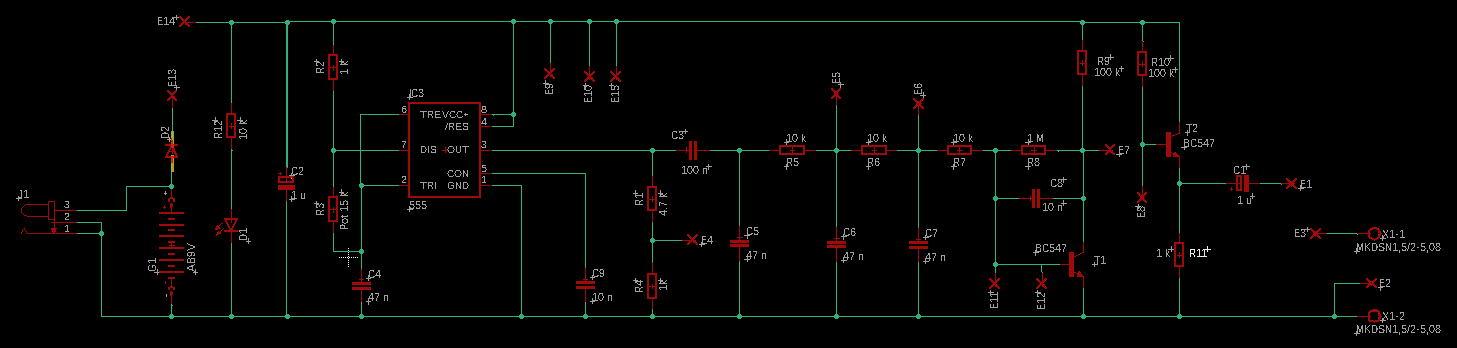 E14
R2
1 k
E9
E10
E15
R9
100 k
R10
100 k
E13
E5
E6
R12
10 k
D2
IC3
6
TRE
VCC+
8
/RES
4
7
DIS
OUT
3
CON
5
2
TRI
GND
1
555
C3
100 n
10 k
R5
10 k
R6
10 k
R7
1 M
R8
E7
T2
BC547
J1
3
2
1
C2
1 u
R3
Pot 15 k
R1
4.7 k
C8
10 n
E8
C1
1 u
E1
D1
E4
C5
47 n
C6
47 n
C7
47 n
BC547
T1
1 k
R11
E3
X1-1
MKDSN1,5/2-5,08
G1
AB9V
C4
47 n
C9
10 n
R4
1k
E11
E12
E2
X1-2
MKDSN1,5/2-5,08